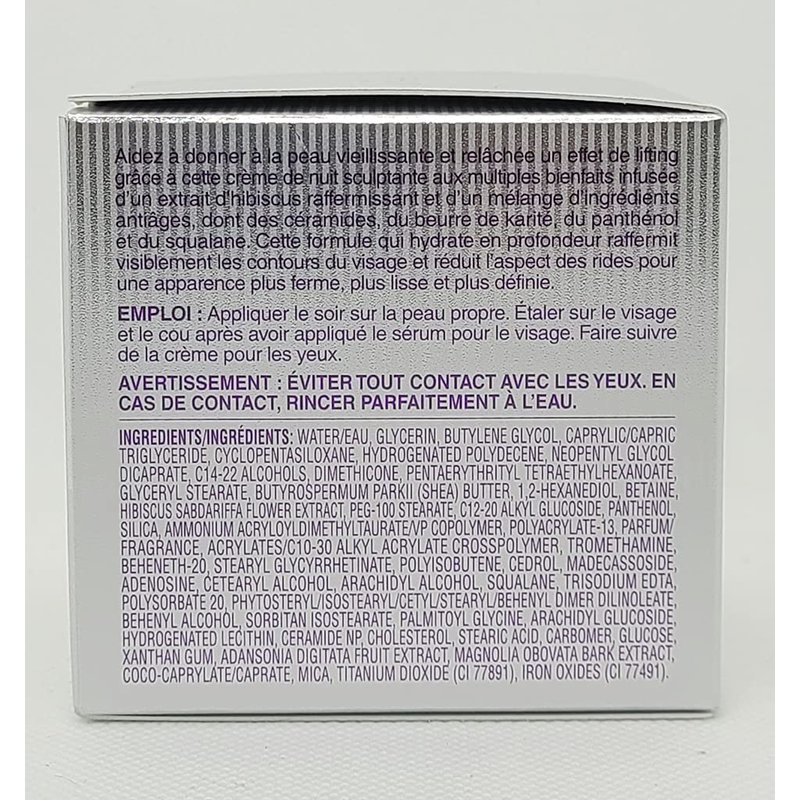 Aidez à donner à la peau vieillissante et relâchée un effet de lifting
grâce à cette crème de nuit sculptante aux multiples bienfaits infusée
d'un extrait d'hibiscus raffermissant et d'un mélange d'ingrédients
antiâges, dont des céramides, du beurre de karité, du panthénol
et du squalane. Cette formule qui hydrate en profondeur raffermit
visiblement les contours du visage et réduit l'aspect des rides pour
une apparence plus ferme, plus lisse et plus définie.
EMPLOI : Appliquer le soir sur la peau propre. Étaler sur le visage
et le cou après avoir appliqué le sérum pour le visage. Faire suivre
de la crème pour les yeux.
AVERTISSEMENT : ÉVITER TOUT CONTACT AVEC LES YEUX. EN
CAS DE CONTACT, RINCER PARFAITEMENT À L'EAU.
INGREDIENTS/INGRÉDIENTS: WATER/EAU, GLYCERIN, BUTYLENE GLYCOL, CAPRYLIC/CAPRIC
TRIGLYCERIDE, CYCLOPENTASILOXANE, HYDROGENATED POLYDECENE, NEOPENTYL GLYCOL
DICAPRATE, C14-22 ALCOHOLS, DIMETHICONE, PENTAERYTHRITYL TETRAETHYLHEXANOATE,
GLYCERYL STEARATE, BUTYROSPERMUM PARKII (SHEA) BUTTER, 1,2-HEXANEDIOL, BETAINE,
HIBISCUS SABDARIFFA FLOWER EXTRACT, PEG-100 STEARATE, C12-20 ALKYL GLUCOSIDE, PANTHENOL,
SILICA, AMMONIUM ACRYLOYLDIMETHYLTAURATE/VP COPOLYMER, POLYACRYLATE-13, PARFUM/
FRAGRANCE, ACRYLATES/C10-30 ALKYL ACRYLATE CROSSPOLYMER, TROMETHAMINE,
BEHENETH-20, STEARYL GLYCYRRHETINATE, POLYISOBUTENE, CEDROL, MADECASSOSIDE,
ADENOSINE, CETEARYL ALCOHOL, ARACHIDYL ALCOHOL, SQUALANE, TRISODIUM EDTA,
POLYSORBATE 20, PHYTOSTERYL/ISOSTEARYL/CETYL/STEARYL/BEHENYL DIMER DILINOLEATE,
BEHENYL ALCOHOL, SORBITAN ISOSTEARATE, PALMITOYL GLYCINE, ARACHIDYL GLUCOSIDE,
HYDROGENATED LECITHIN, CERAMIDE NP, CHOLESTEROL, STEARIC ACID, CARBOMER, GLUCOSE,
XANTHAN GUM, ADANSONIA DIGITATA FRUIT EXTRACT, MAGNOLIA OBOVATA BARK EXTRACT,
COCO-CAPRYLATE/CAPRATE, MICA, TITANIUM DIOXIDE (CI 77891), IRON OXIDES (CI 77491).